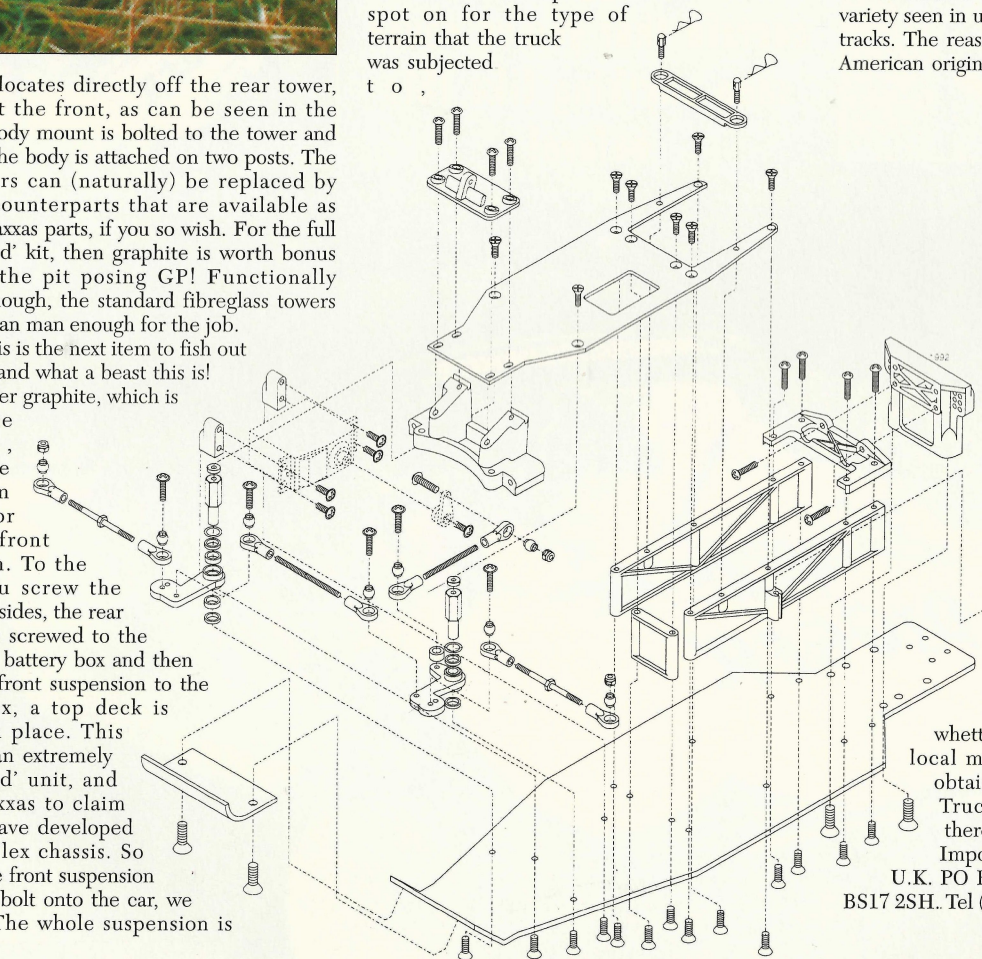 locates directly off the rear tower,
t the front, as can be seen in the
ody mount is bolted to the tower and
he body is attached on two posts. The
rs can (naturally) be replaced by
ounterparts that are available as
axxas parts, if you so wish. For the full
d' kit, then graphite is worth bonus
the pit posing GP! Functionally
ough, the standard fibreglass towers
an man enough for the job.
is is the next item to fish out
and what a beast this is!
er graphite, which is
e
,
e
n
or
front
n. To the
u screw the
sides, the rear
screwed to the
battery box and then
front suspension to the
x, a top deck is
place. This
an extremely
d' unit, and
axxas to claim
ave developed
lex chassis. So
e front suspension
bolt onto the car, we
The whole suspension is
spot on for the type of
terrain that the truck
was subjected
t o ,
variety seen in u
tracks. The reas
American origin
1992
whett
local m
obtai
Truc
ther
Impo
U.K. PO B
BS17 2SH. Tel (